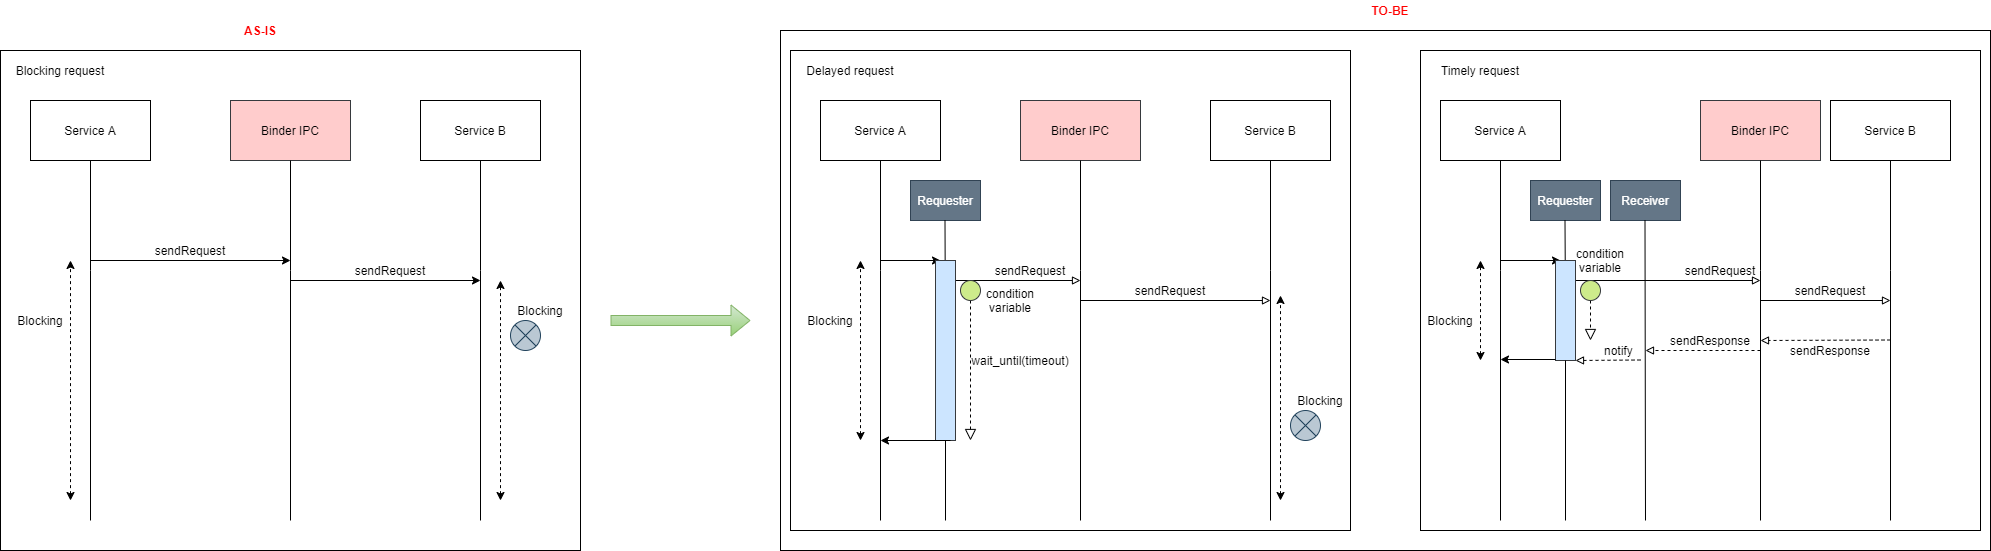 AS-IS
Blocking request
Service A
Binder IPC
Service B
sendRequest
sendRequest
Blocking
Blocking
TO-BE
Delayed request
Service A
Binder IPC
Service B
Requester
sendRequest
condition
variable
sendRequest
Blocking
wait_until(timeout)
Blocking
Timely request
Service A
Binder IPC
Service B
Requester
Receiver
condition
variable
sendRequest
sendRequest
Blocking
sendResponse
sendResponse
notify